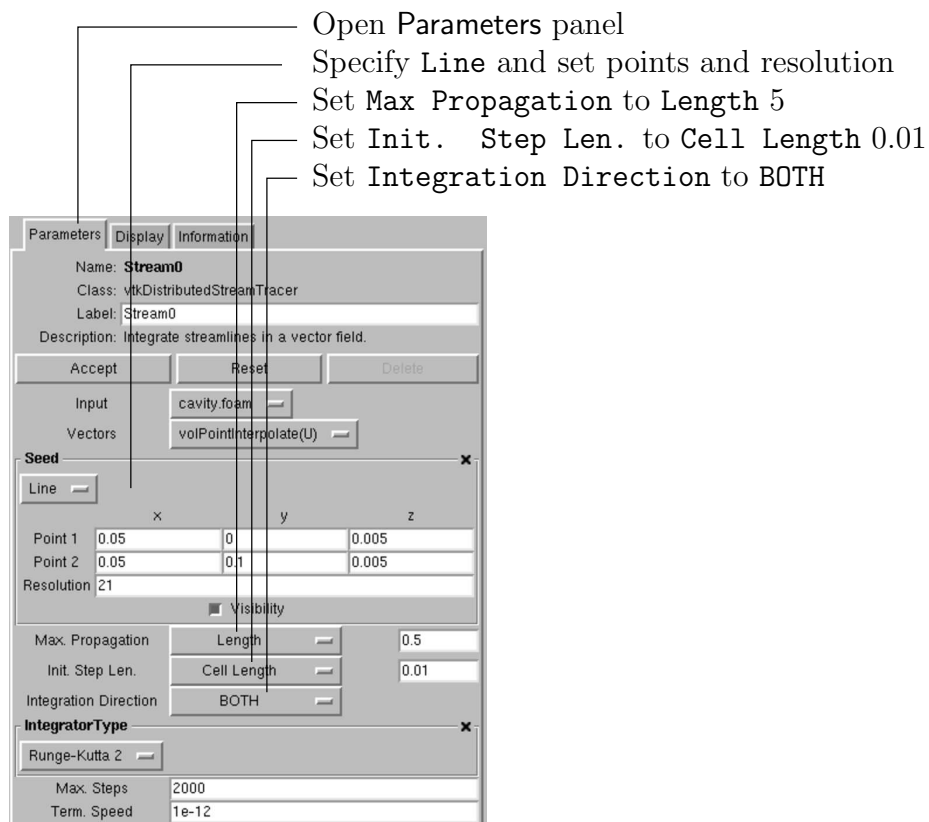 Open Parameters panel
Specify Line and set points and resolution
Set Max Propagation to Length 5
Set Init. Step Len. to Cell Length 0.01
Set Integration Direction to BOTH
Parameters Display Information
Name: Stream0
Class: vtkDistributedStreamTracer
Label: Stream0
Description: Integrate streamlines in a vector field.
Accept Reset Delete
Input cavity.foam
Vectors volPointInterpolate(U)
Seed
Line
x y z
Point 1 0.05 0 0.005
Point 2 0.05 0.1 0.005
Resolution 21
Visibility
Max. Propagation Length 0.5
Init. Step Len. Cell Length 0.01
Integration Direction BOTH
IntegratorType
Runge-Kutta 2
Max. Steps 2000
Term. Speed 1e-12